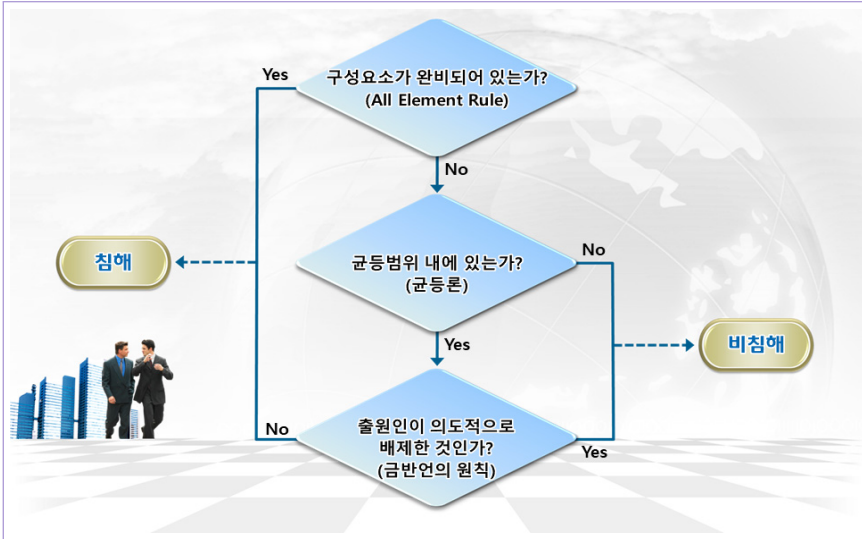 Yes
구성요소가 완비되어 있는가?
(All Element Rule)
No
침해
균등범위 내에 있는가?
(균등론)
No
Yes
비침해
No
출원인이 의도적으로
배제한 것인가?
(금반언의 원칙)
Yes